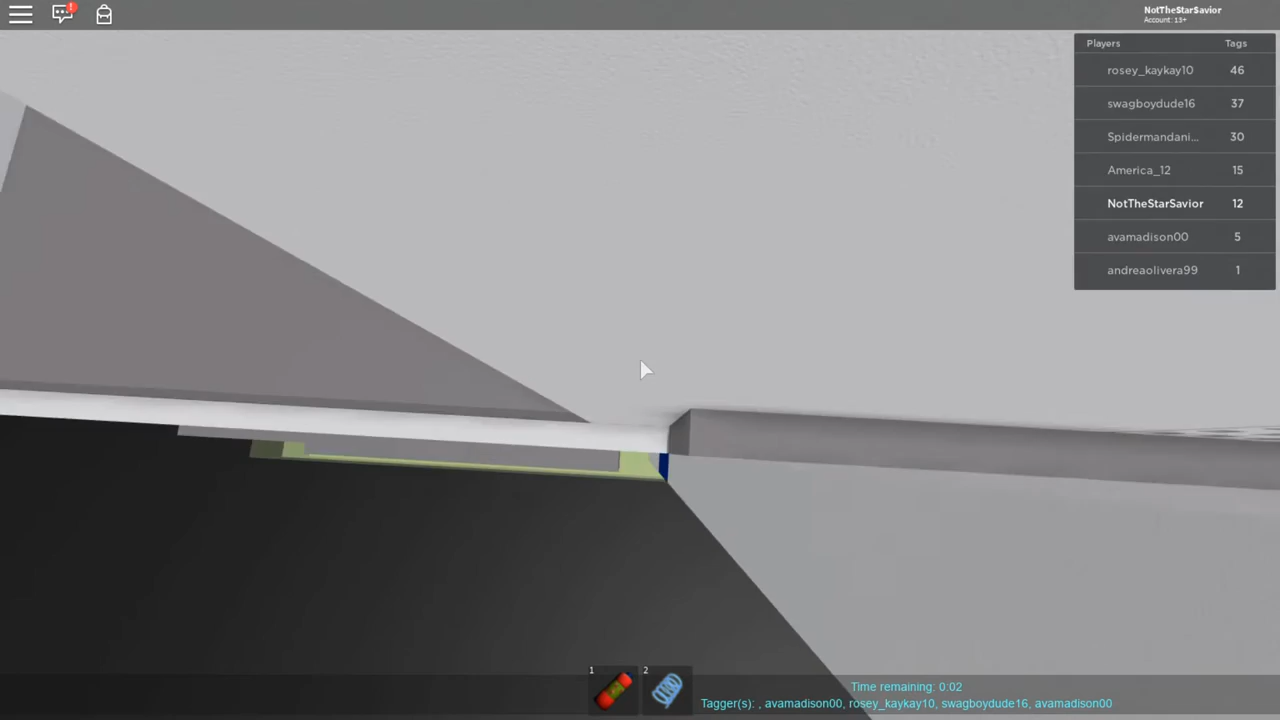 NotTheStarSavior
Account: 13+
Players Tags
rosey_kaykay10 46
swagboydude16 37
Spidermandani... 30
America_12 15
NotTheStarSavior 12
avamadison00 5
andreaolivera99 1
1 2
Time remaining: 0:02
Tagger(s): , avamadison00, rosey_kaykay10, swagboydude16, avamadison00